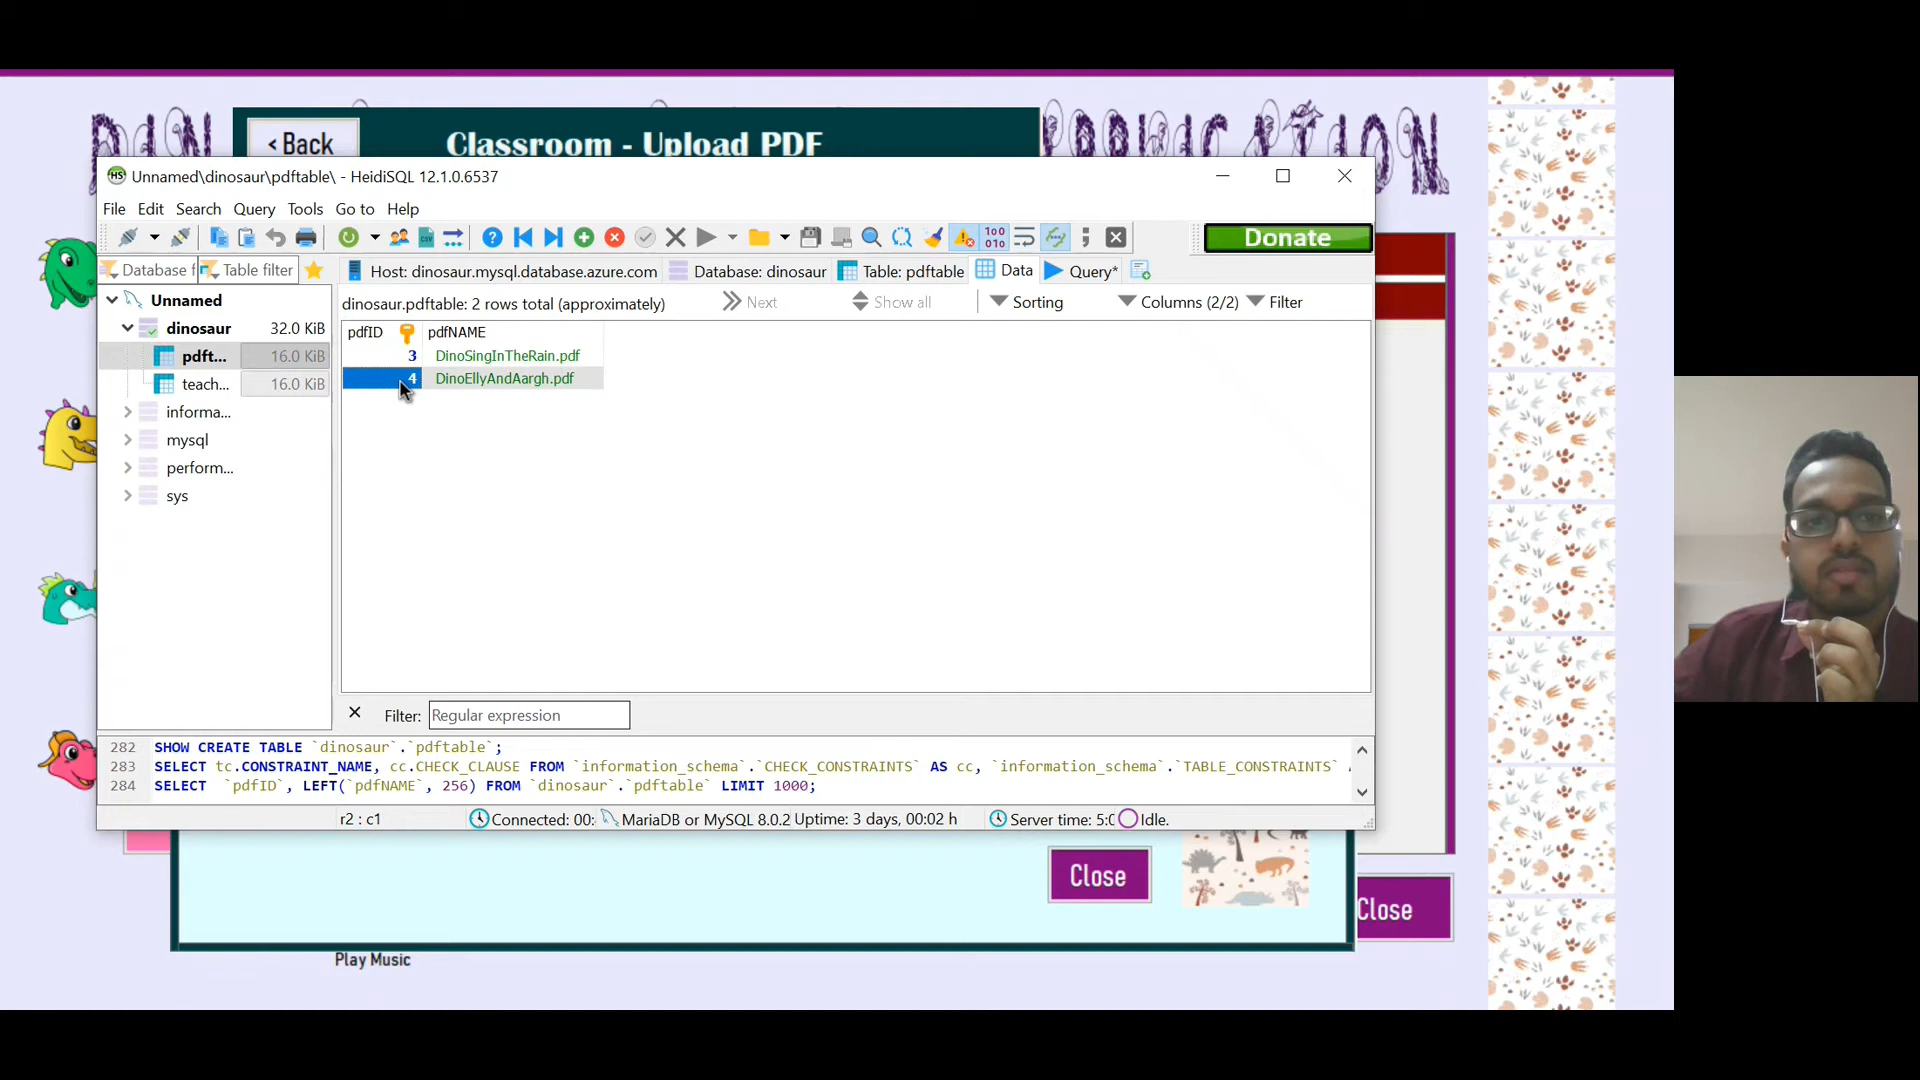 < Back
Classroom - Upload PDF
Unnamed\dinosaur\pdftable\ - HeidiSQL 12.1.0.6537
File Edit Search Query Tools Go to Help
Donate
Database f
Table filter
Host: dinosaur.mysql.database.azure.com
Database: dinosaur
Table: pdftable
Data
Query*
Unnamed
dinosaur 32.0 KiB
pdft... 16.0 KiB
teach... 16.0 KiB
informa...
mysql
perform...
sys
dinosaur.pdftable: 2 rows total (approximately)
Next
Show all
Sorting
Columns (2/2)
Filter
pdfID pdfNAME
3 DinoSingInTheRain.pdf
4 DinoEllyAndAargh.pdf
Filter: Regular expression
282 SHOW CREATE TABLE `dinosaur`.`pdftable`;
283 SELECT tc.CONSTRAINT_NAME, cc.CHECK_CLAUSE FROM `information_schema`.`CHECK_CONSTRAINTS` AS cc, `information_schema`.`TABLE_CONSTRAINTS`
284 SELECT `pdfID`, LEFT(`pdfNAME`, 256) FROM `dinosaur`.`pdftable` LIMIT 1000;
r2 : c1
Connected: 00:
MariaDB or MySQL 8.0.2
Uptime: 3 days, 00:02 h
Server time: 5:0
Idle.
Close
Close
Play Music